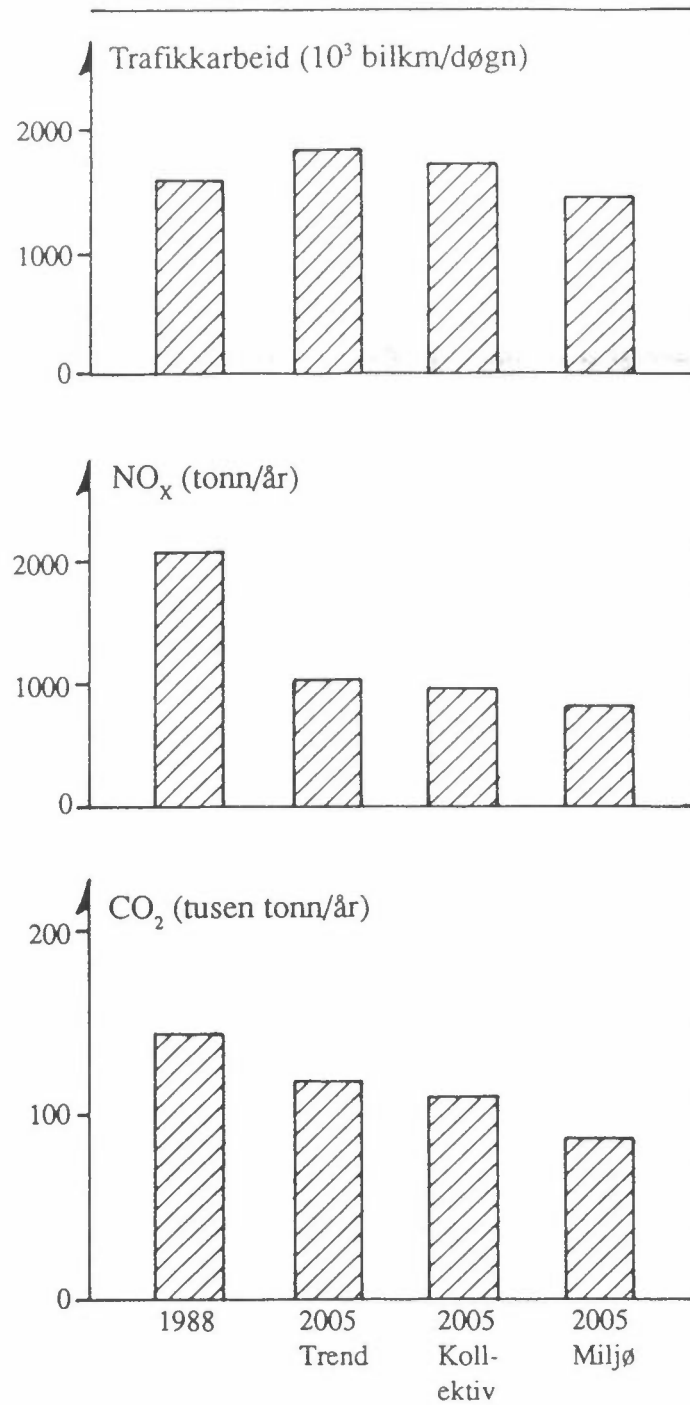 Trafikkarbeid (10³ bilkm/døgn)
2000
1000
0
NOₓ (tonn/år)
2000
1000
0
CO₂ (tusen tonn/år)
200
100
0
1988 2005 2005 2005
Trend Koll- Miljø
ektiv